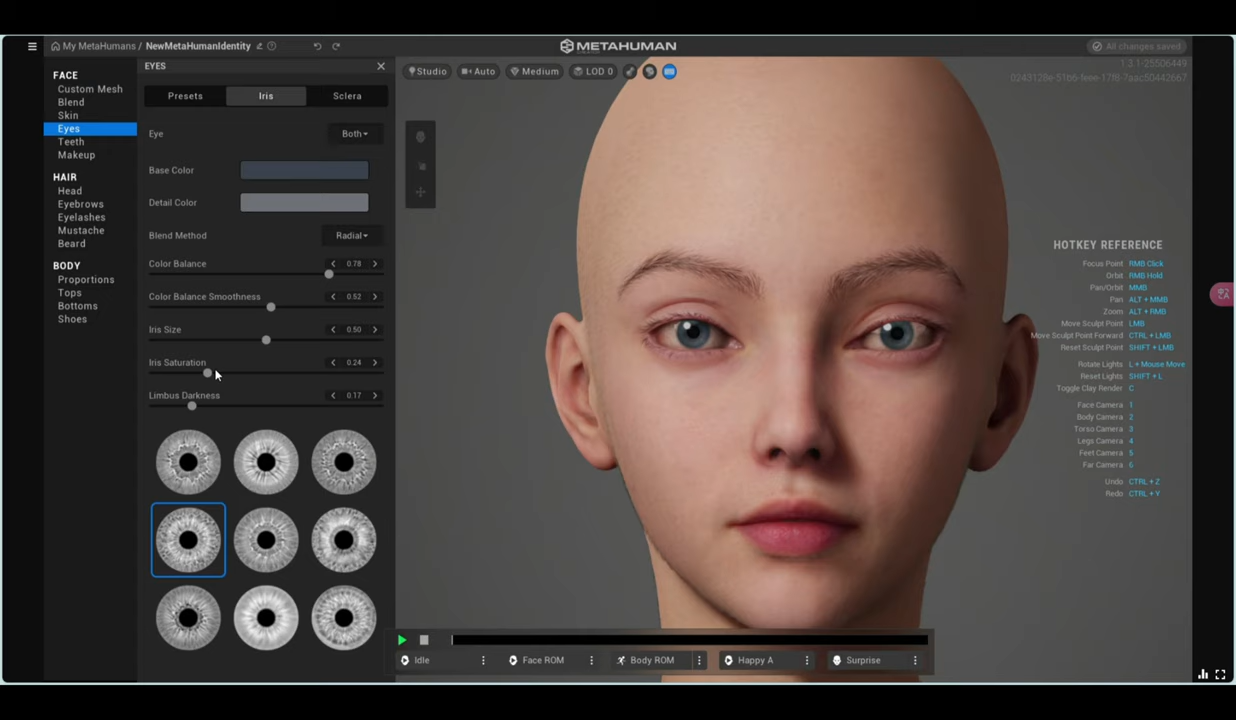 My MetaHumans / NewMetaHumanIdentity
METAHUMAN
All changes saved
FACE
Custom Mesh
Blend
Skin
Eyes
Teeth
Makeup
HAIR
Head
Eyebrows
Eyelashes
Mustache
Beard
BODY
Proportions
Tops
Bottoms
Shoes
EYES
Presets
Iris
Sclera
Eye
Both
Base Color
Detail Color
Blend Method
Radial
Color Balance
0.78
Color Balance Smoothness
0.52
Iris Size
0.50
Iris Saturation
0.24
Limbus Darkness
0.17
Studio
Auto
Medium
LOD 0
1.3.1-25506449
HOTKEY REFERENCE
Focus Point RMB Click
Orbit RMB Hold
Pan/Orbit MMB
Pan ALT + MMB
Zoom ALT + RMB
Move Sculpt Point LMB
Move Sculpt Point Forward CTRL + LMB
Reset Sculpt Point SHIFT + LMB
Rotate Lights L + Mouse Move
Reset Lights SHIFT + L
Toggle Clay Render C
Face Camera 1
Body Camera 2
Torso Camera 3
Legs Camera 4
Feet Camera 5
Far Camera 6
Undo CTRL + Z
Redo CTRL + Y
Idle
Face ROM
Body ROM
Happy A
Surprise